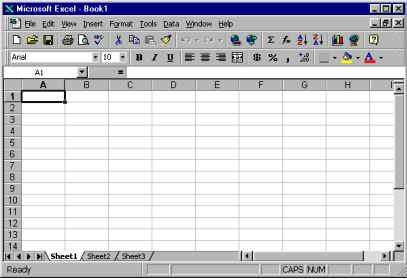 Microsoft Excel - Book1
File Edit View Insert Format Tools Data Window Help
Arial 10 B I U $ % ,
A1 =
A B C D E F G H I
1
2
3
4
5
6
7
8
9
10
11
12
13
14
Sheet1 Sheet2 Sheet3
Ready CAPS NUM